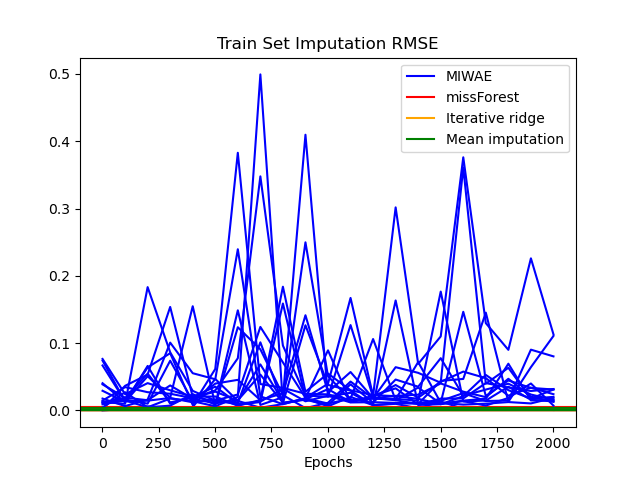 Train Set Imputation RMSE
0.5
0.4
0.3
0.2
0.1
0.0
MIWAE
missForest
Iterative ridge
Mean imputation
0 250 500 750 1000 1250 1500 1750 2000
Epochs